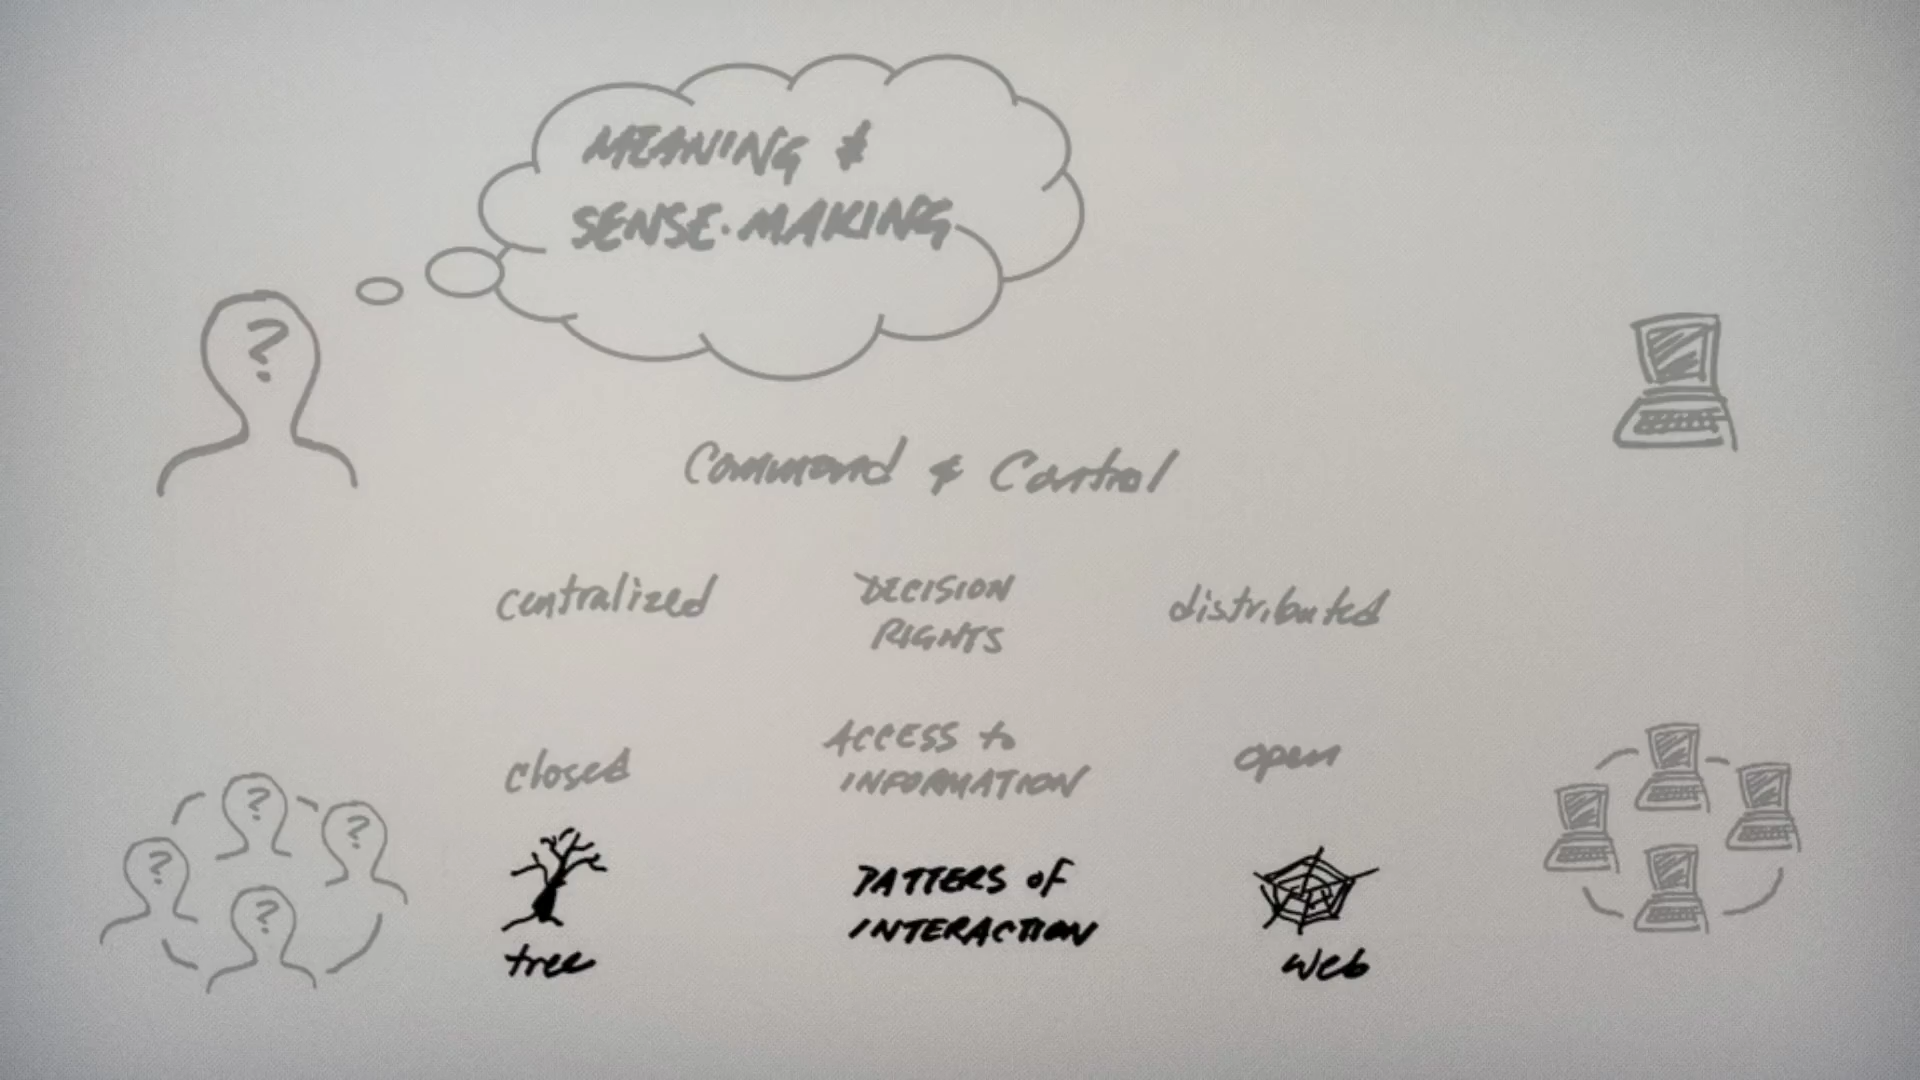 MEANING &
SENSE-MAKING
?
Command & Control
centralized
DECISION
RIGHTS
distributed
closed
ACCESS to
INFORMATION
open
?
?
?
?
tree
PATTERS of
INTERACTION
web